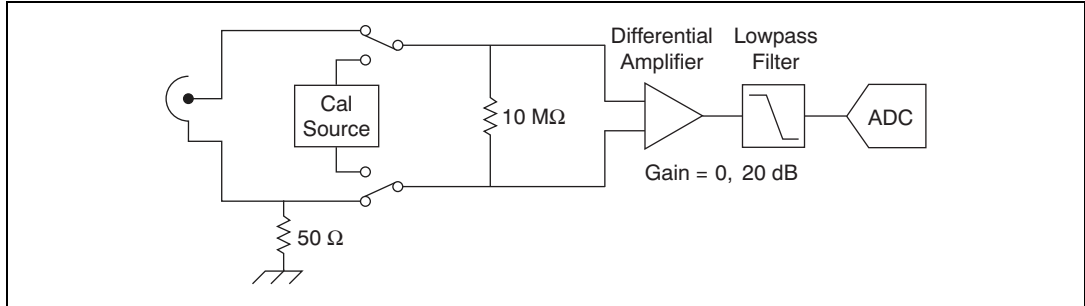 Differential
Amplifier
Lowpass
Filter
Cal
Source
10 MΩ
ADC
Gain = 0, 20 dB
50 Ω